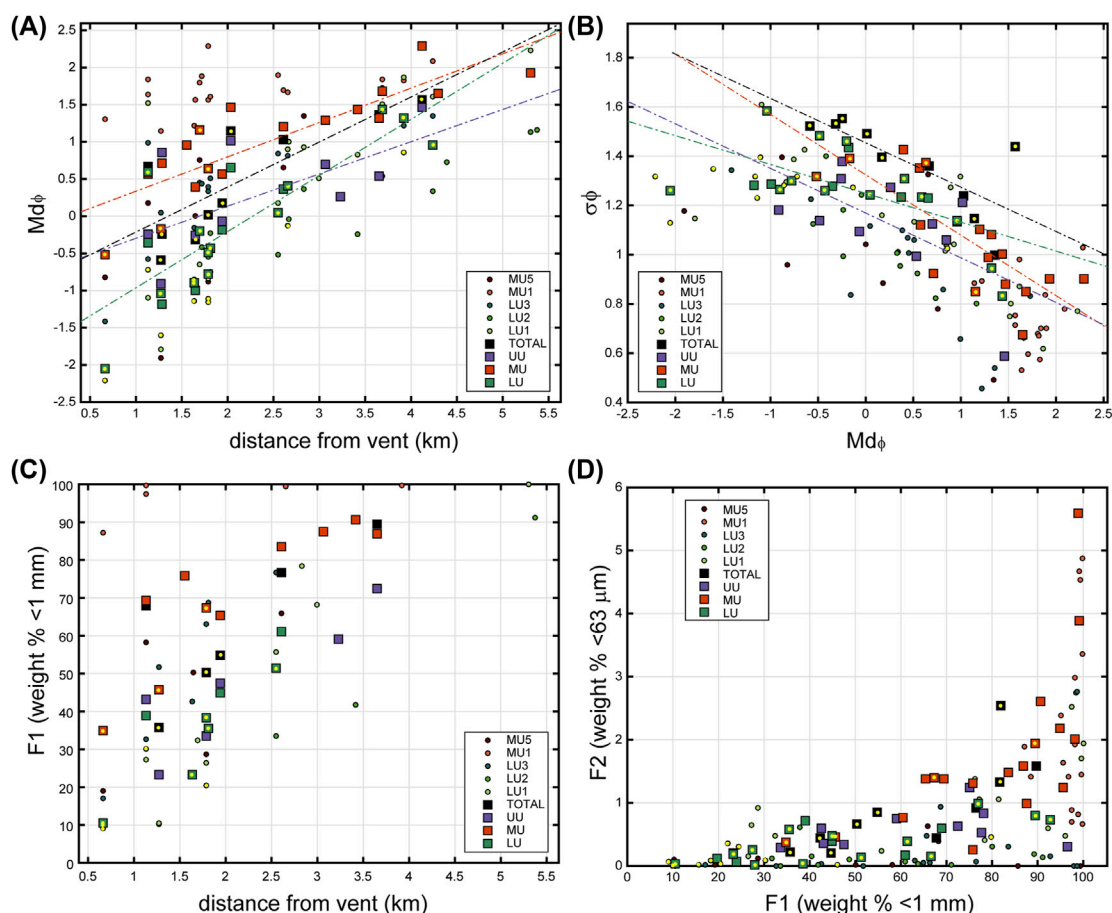 (A)
2.5
2
1.5
1
0.5
0
-0.5
-1
-1.5
-2
-2.5
Mdϕ
0.5 1 1.5 2 2.5 3 3.5 4 4.5 5 5.5
distance from vent (km)
MU5
MU1
LU3
LU2
LU1
TOTAL
UU
MU
LU
(B)
1.8
1.6
1.4
1.2
1
0.8
0.6
0.4
σϕ
-2.5 -2 -1.5 -1 -0.5 0 0.5 1 1.5 2 2.5
Mdϕ
MU5
MU1
LU3
LU2
LU1
TOTAL
UU
MU
LU
(C)
100
90
80
70
60
50
40
30
20
10
0
F1 (weight % <1 mm)
0.5 1 1.5 2 2.5 3 3.5 4 4.5 5 5.5
distance from vent (km)
MU5
MU1
LU3
LU2
LU1
TOTAL
UU
MU
LU
(D)
6
5
4
3
2
1
0
F2 (weight % <63 μm)
0 10 20 30 40 50 60 70 80 90 100
F1 (weight % <1 mm)
MU5
MU1
LU3
LU2
LU1
TOTAL
UU
MU
LU